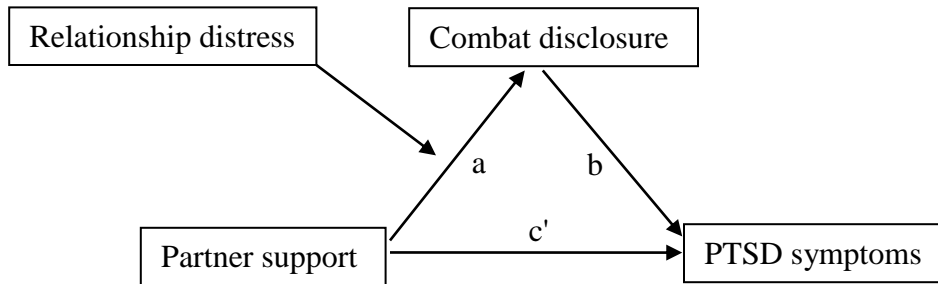 Relationship distress
Combat disclosure
a
b
c'
Partner support
PTSD symptoms